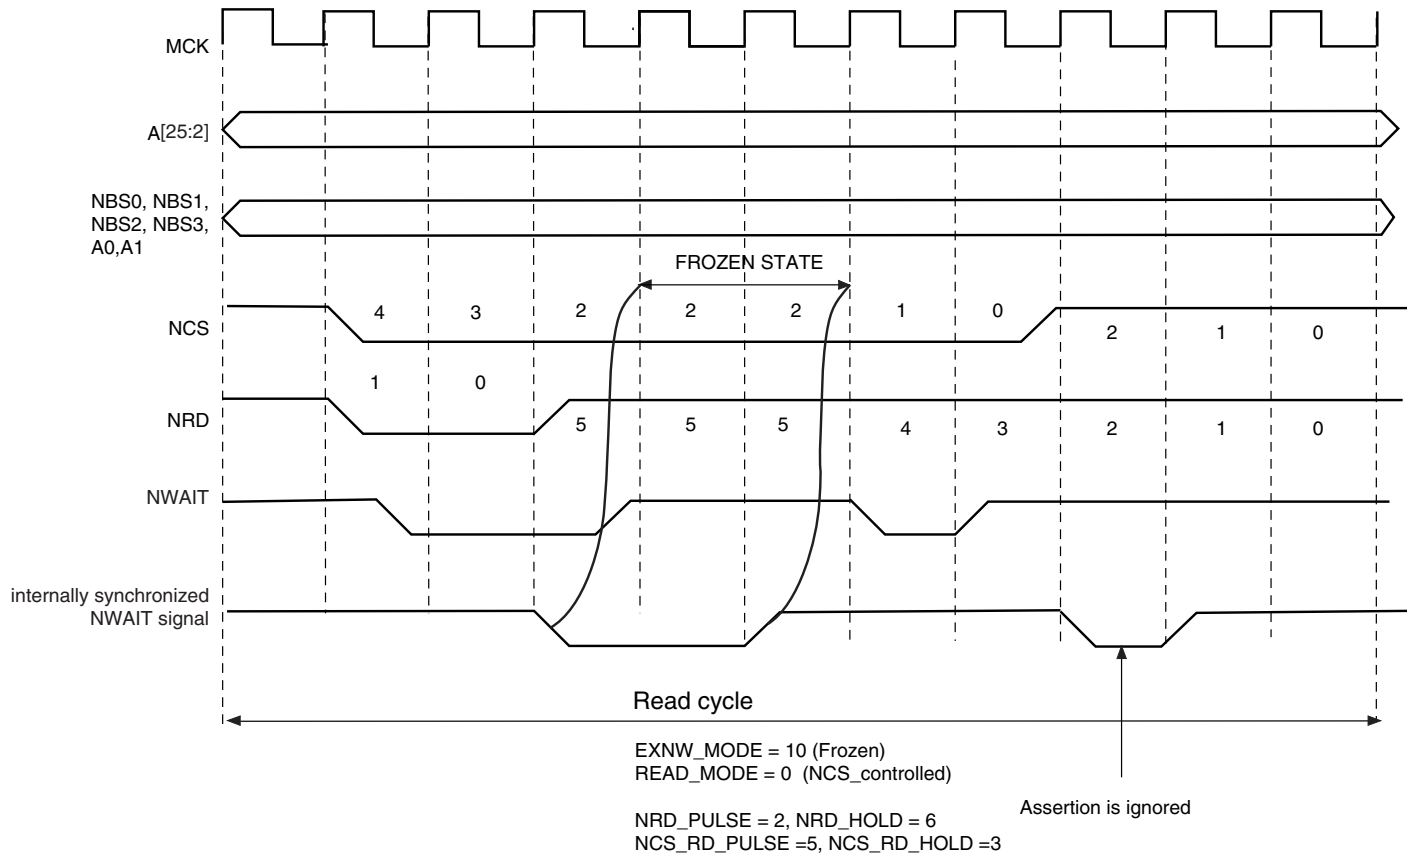 MCK
A[25:2]
NBS0, NBS1,
NBS2, NBS3,
A0,A1
FROZEN STATE
4 3 2 2 2 1 0
NCS
2 1 0
1 0
NRD
5 5 5 4 3 2 1 0
NWAIT
internally synchronized
NWAIT signal
Read cycle
EXNW_MODE = 10 (Frozen)
READ_MODE = 0 (NCS_controlled)
Assertion is ignored
NRD_PULSE = 2, NRD_HOLD = 6
NCS_RD_PULSE =5, NCS_RD_HOLD =3